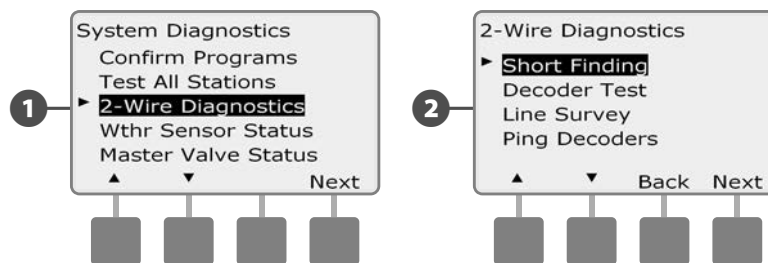 System Diagnostics
Confirm Programs
Test All Stations
1
► 2-Wire Diagnostics
Wthr Sensor Status
Master Valve Status
▲ ▼ Next
2-Wire Diagnostics
► Short Finding
Decoder Test
2
Line Survey
Ping Decoders
▲ ▼ Back Next